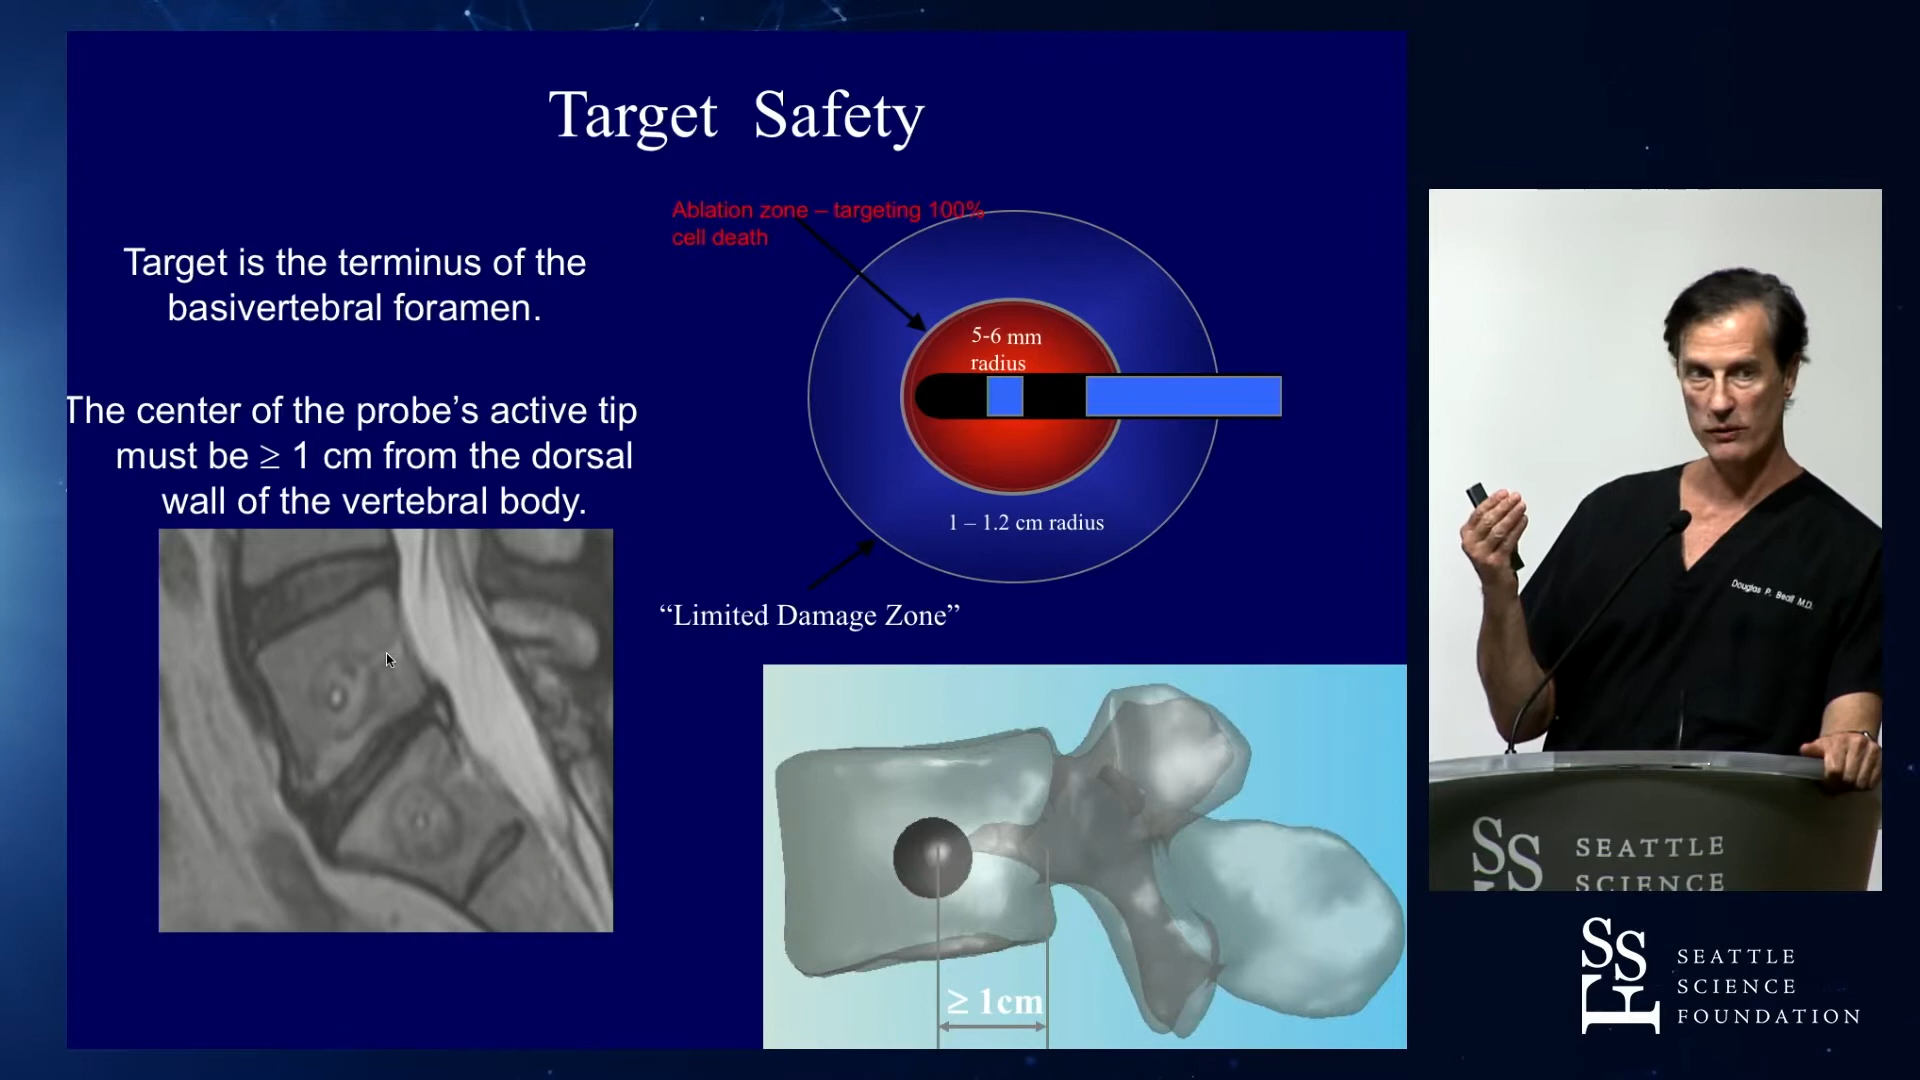 Target Safety
Ablation zone – targeting 100%
cell death
Target is the terminus of the
basivertebral foramen.
The center of the probe’s active tip
must be ≥ 1 cm from the dorsal
wall of the vertebral body.
5-6 mm
radius
1 – 1.2 cm radius
“Limited Damage Zone”
≥ 1cm
Douglas P. Beall M.D.
SSF SEATTLE
SCIENCE
SSF
SEATTLE
SCIENCE
FOUNDATION